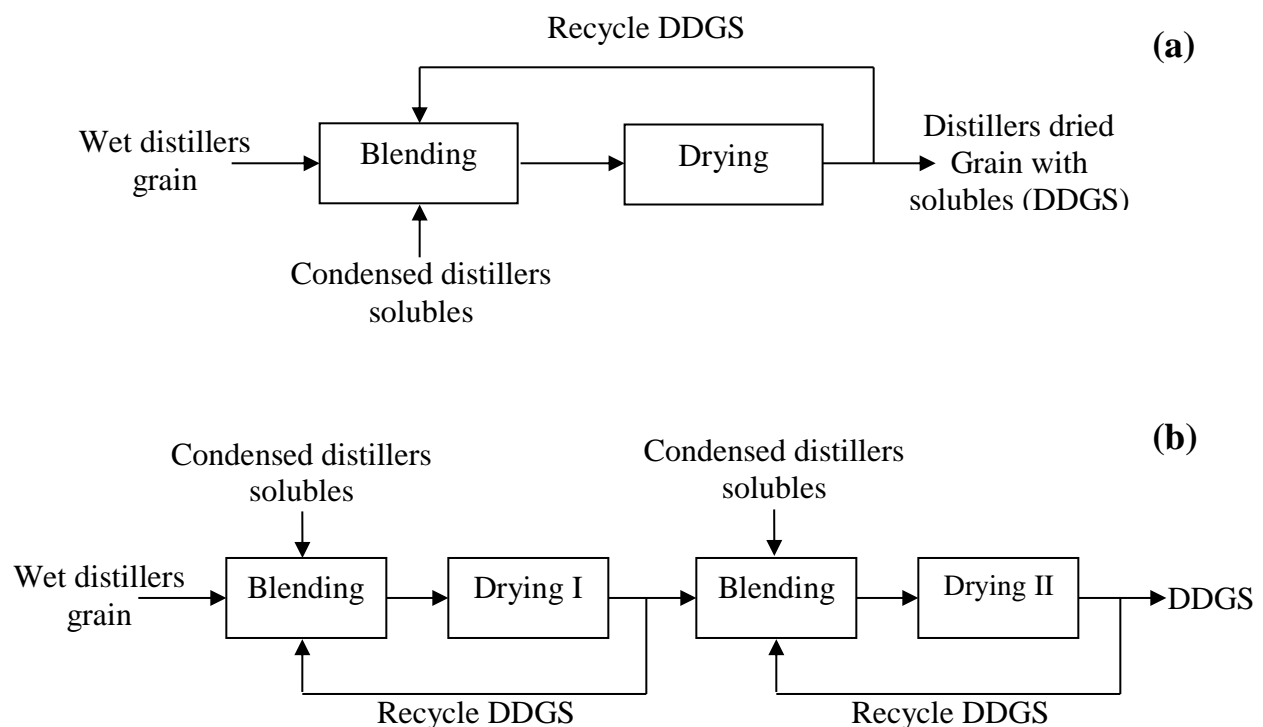 Recycle DDGS
(a)
Wet distillers
grain
Blending
Drying
Distillers dried
Grain with
solubles (DDGS)
Condensed distillers
solubles
(b)
Condensed distillers
solubles
Condensed distillers
solubles
Wet distillers
grain
Blending
Drying I
Blending
Drying II
DDGS
Recycle DDGS
Recycle DDGS